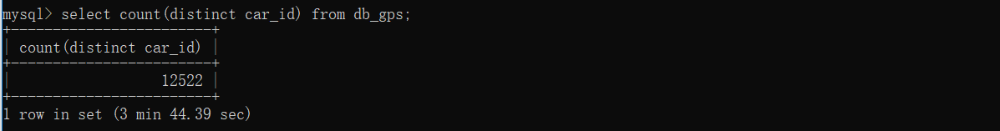 mysql> select count(distinct car_id) from db_gps;
+------------------------+
| count(distinct car_id) |
+------------------------+
|                  12522 |
+------------------------+
1 row in set (3 min 44.39 sec)